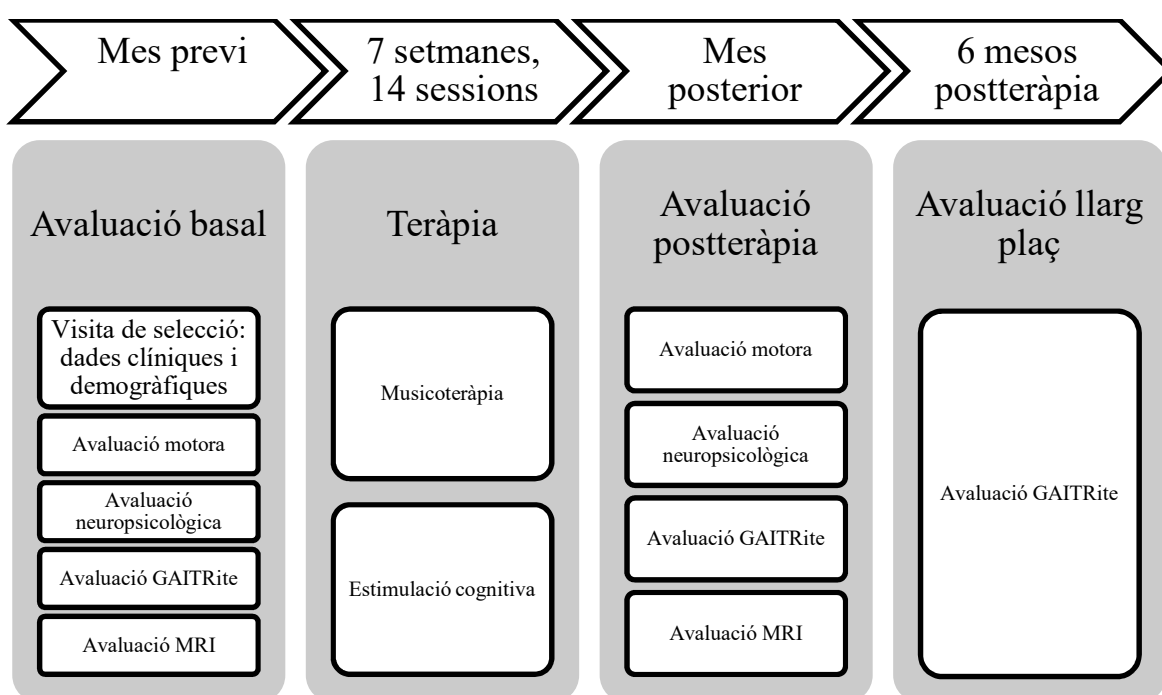 Mes previ
7 setmanes,
14 sessions
Mes
posterior
6 mesos
postteràpia
Avaluació basal
Visita de selecció:
dades clíniques i
demogràfiques
Avaluació motora
Avaluació
neuropsicològica
Avaluació GAITRite
Avaluació MRI
Teràpia
Musicoteràpia
Estimulació cognitiva
Avaluació
postteràpia
Avaluació motora
Avaluació
neuropsicològica
Avaluació GAITRite
Avaluació MRI
Avaluació llarg
plaç
Avaluació GAITRite